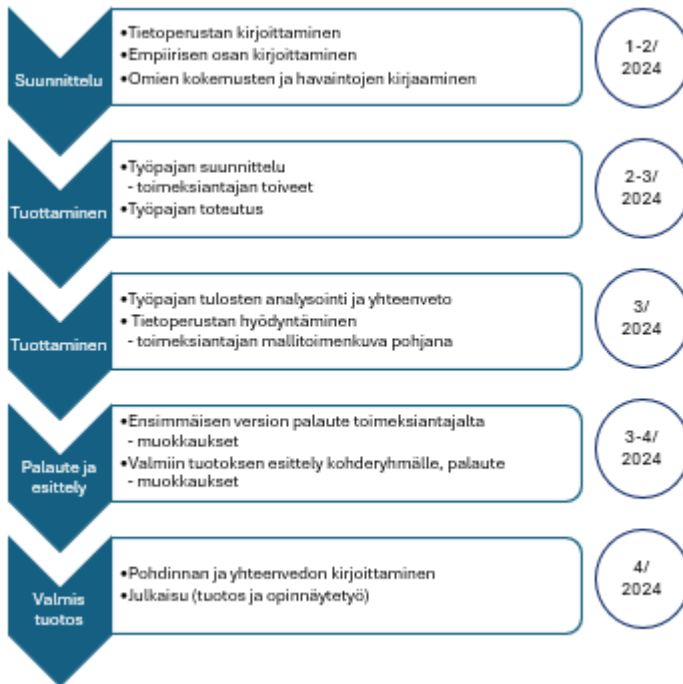 Suunnittelu
•Tietoperustan kirjoittaminen
•Empiirisen osan kirjoittaminen
•Omien kokemusten ja havaintojen kirjaaminen
1-2/
2024
Tuottaminen
•Työpajan suunnittelu
- toimeksiantajan toiveet
•Työpajan toteutus
2-3/
2024
Tuottaminen
•Työpajan tulosten analysointi ja yhteenveto
• Tietoperustan hyödyntäminen
- toimeksiantajan mallitoimenkuva pohjana
3/
2024
Palaute ja
esittely
•Ensimmäisen version palaute toimeksiantajalta
- muokkaukset
•Valmiin tuotoksen esittely kohderyhmälle, palaute
- muokkaukset
3-4/
2024
Valmis
tuotos
•Pohdinnan ja yhteenvedon kirjoittaminen
•Julkaisu (tuotos ja opinnäytetyö)
4/
2024